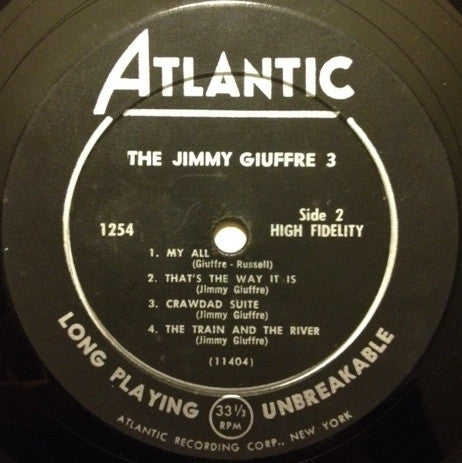 ATLANTIC
THE JIMMY GIUFFRE 3
1254
Side 2
HIGH FIDELITY
1. MY ALL
(Giuffre - Russell)
2. THAT'S THE WAY IT IS
(Jimmy Giuffre)
3. CRAWDAD SUITE
(Jimmy Giuffre)
4. THE TRAIN AND THE RIVER
(Jimmy Giuffre)
(11404)
LONG PLAYING 33 1/3 RPM UNBREAKABLE
ATLANTIC RECORDING CORP., NEW YORK